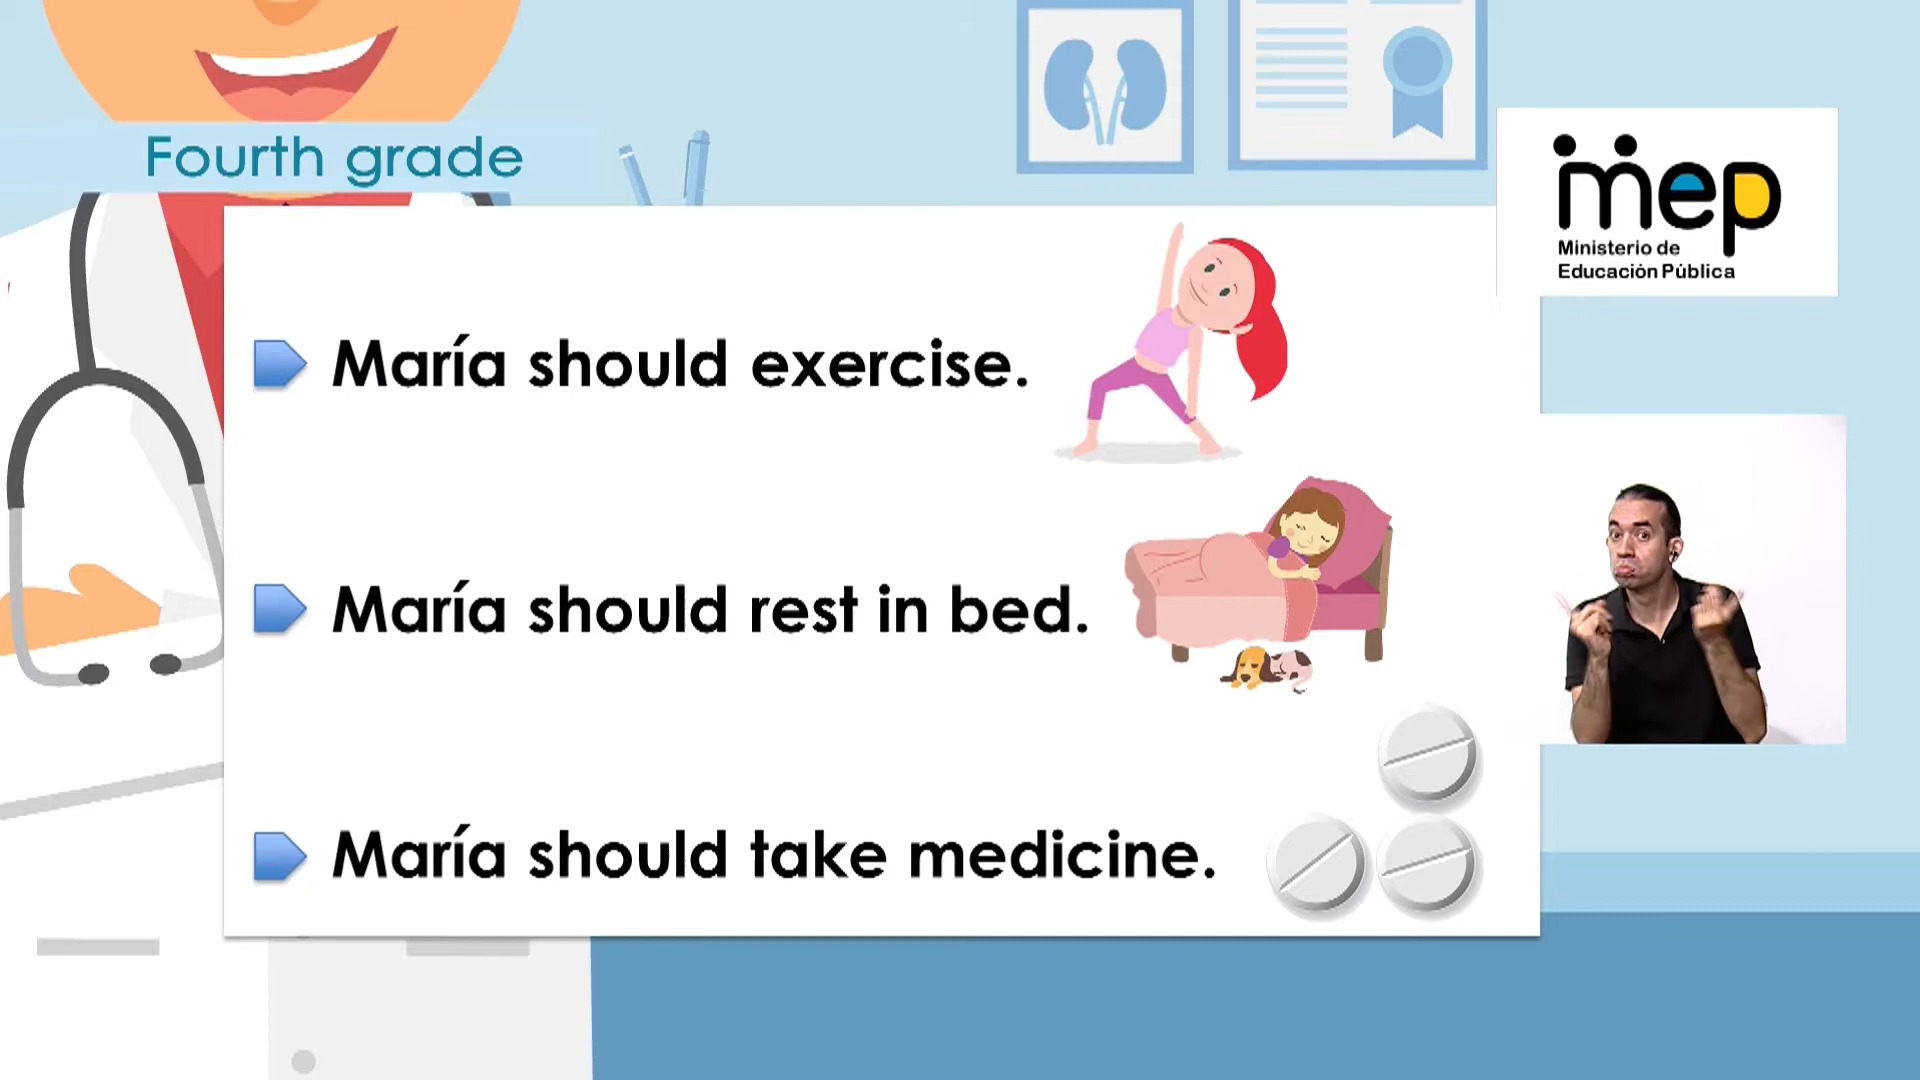 Fourth grade
mep
Ministerio de
Educación Pública
María should exercise.
María should rest in bed.
María should take medicine.